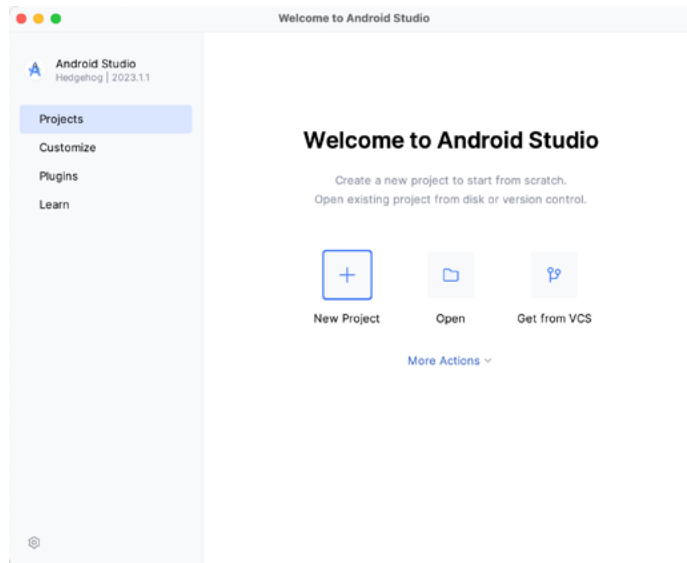 Welcome to Android Studio
Android Studio
Hedgehog | 2023.1.1
Projects
Customize
Plugins
Learn
Welcome to Android Studio
Create a new project to start from scratch.
Open existing project from disk or version control.
New Project
Open
Get from VCS
More Actions